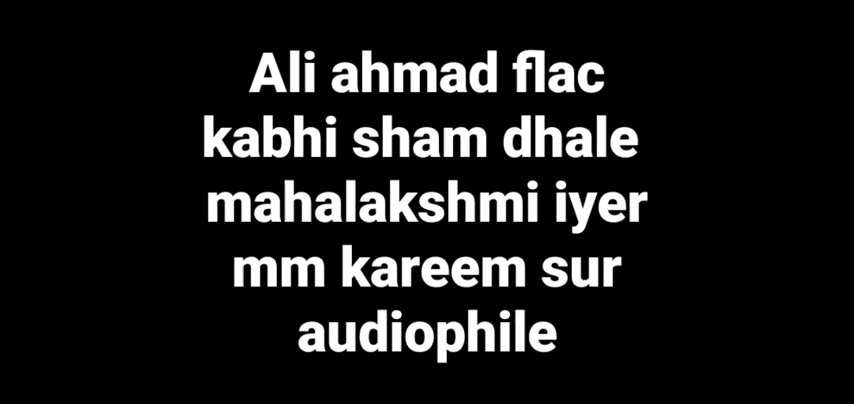 Ali ahmad flac
kabhi sham dhale
mahalakshmi iyer
mm kareem sur
audiophile